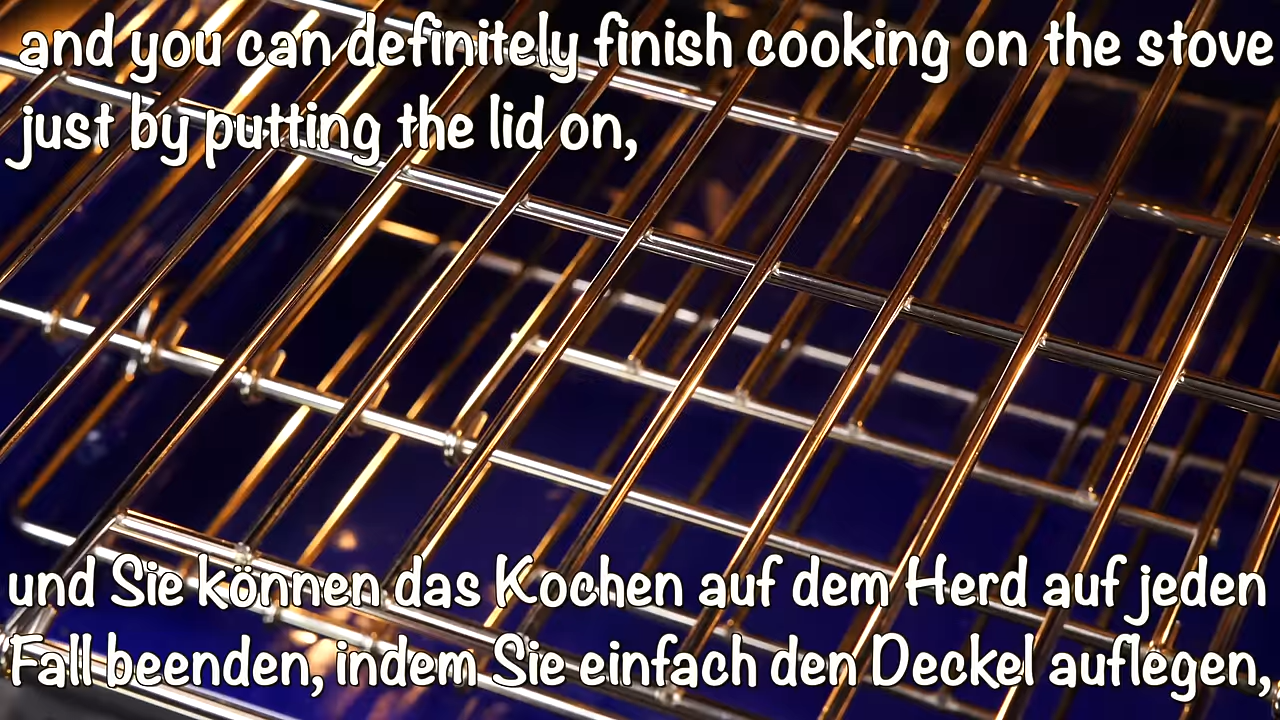 and you can definitely finish cooking on the stove
just by putting the lid on,
und Sie können das Kochen auf dem Herd auf jeden
Fall beenden, indem Sie einfach den Deckel auflegen,